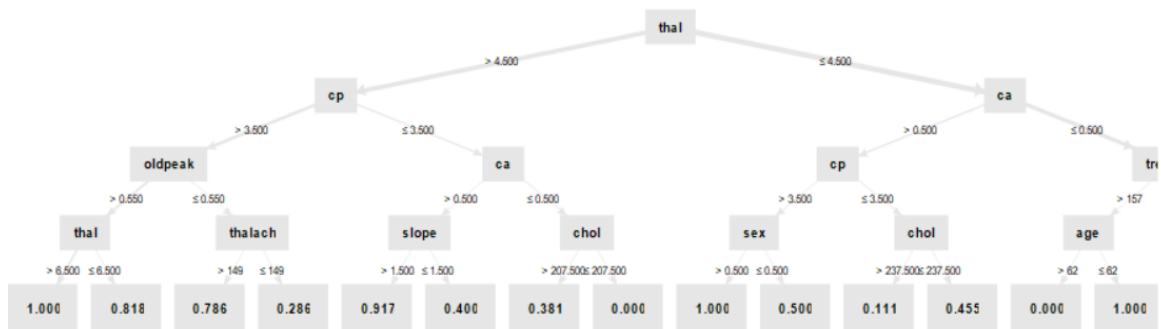 thal
> 4.500 ≤ 4.500
cp ca
> 3.500 ≤ 3.500 > 0.500 ≤ 0.500
oldpeak ca cp
> 0.550 ≤ 0.550 > 0.500 ≤ 0.500 > 3.500 ≤ 3.500 > 157
thal thalach slope chol sex chol age
> 6.500 ≤ 6.500 > 149 ≤ 149 > 1.500 ≤ 1.500 > 207.500 ≤ 207.500 > 0.500 ≤ 0.500 > 237.500 ≤ 237.500 > 62 ≤ 62
1.000 0.818 0.786 0.286 0.917 0.400 0.381 0.000 1.000 0.500 0.111 0.455 0.000 1.000